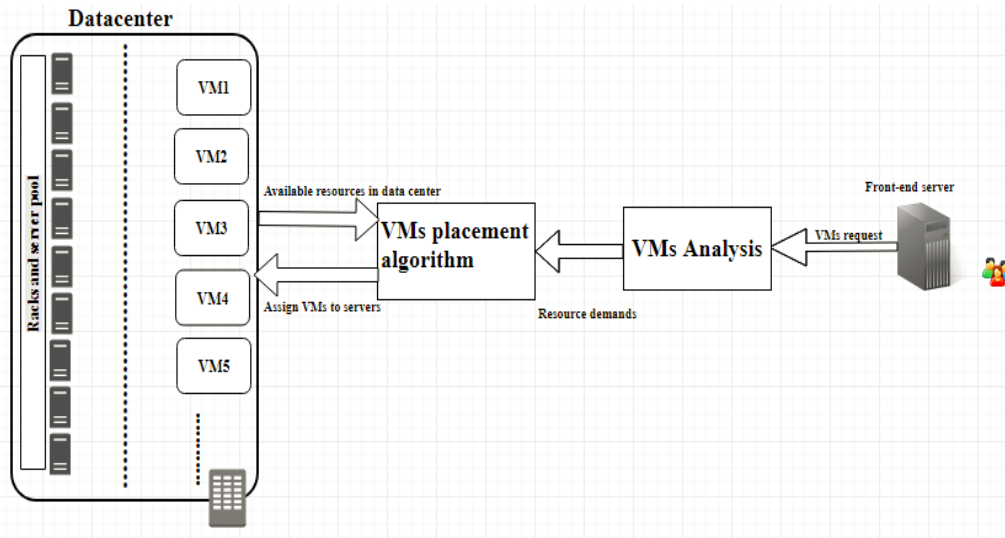 Datacenter
Racks and server pool
VM1
VM2
VM3
VM4
VM5
Available resources in data center
Assign VMs to servers
VMs placement
algorithm
Resource demands
VMs Analysis
VMs request
Front-end server